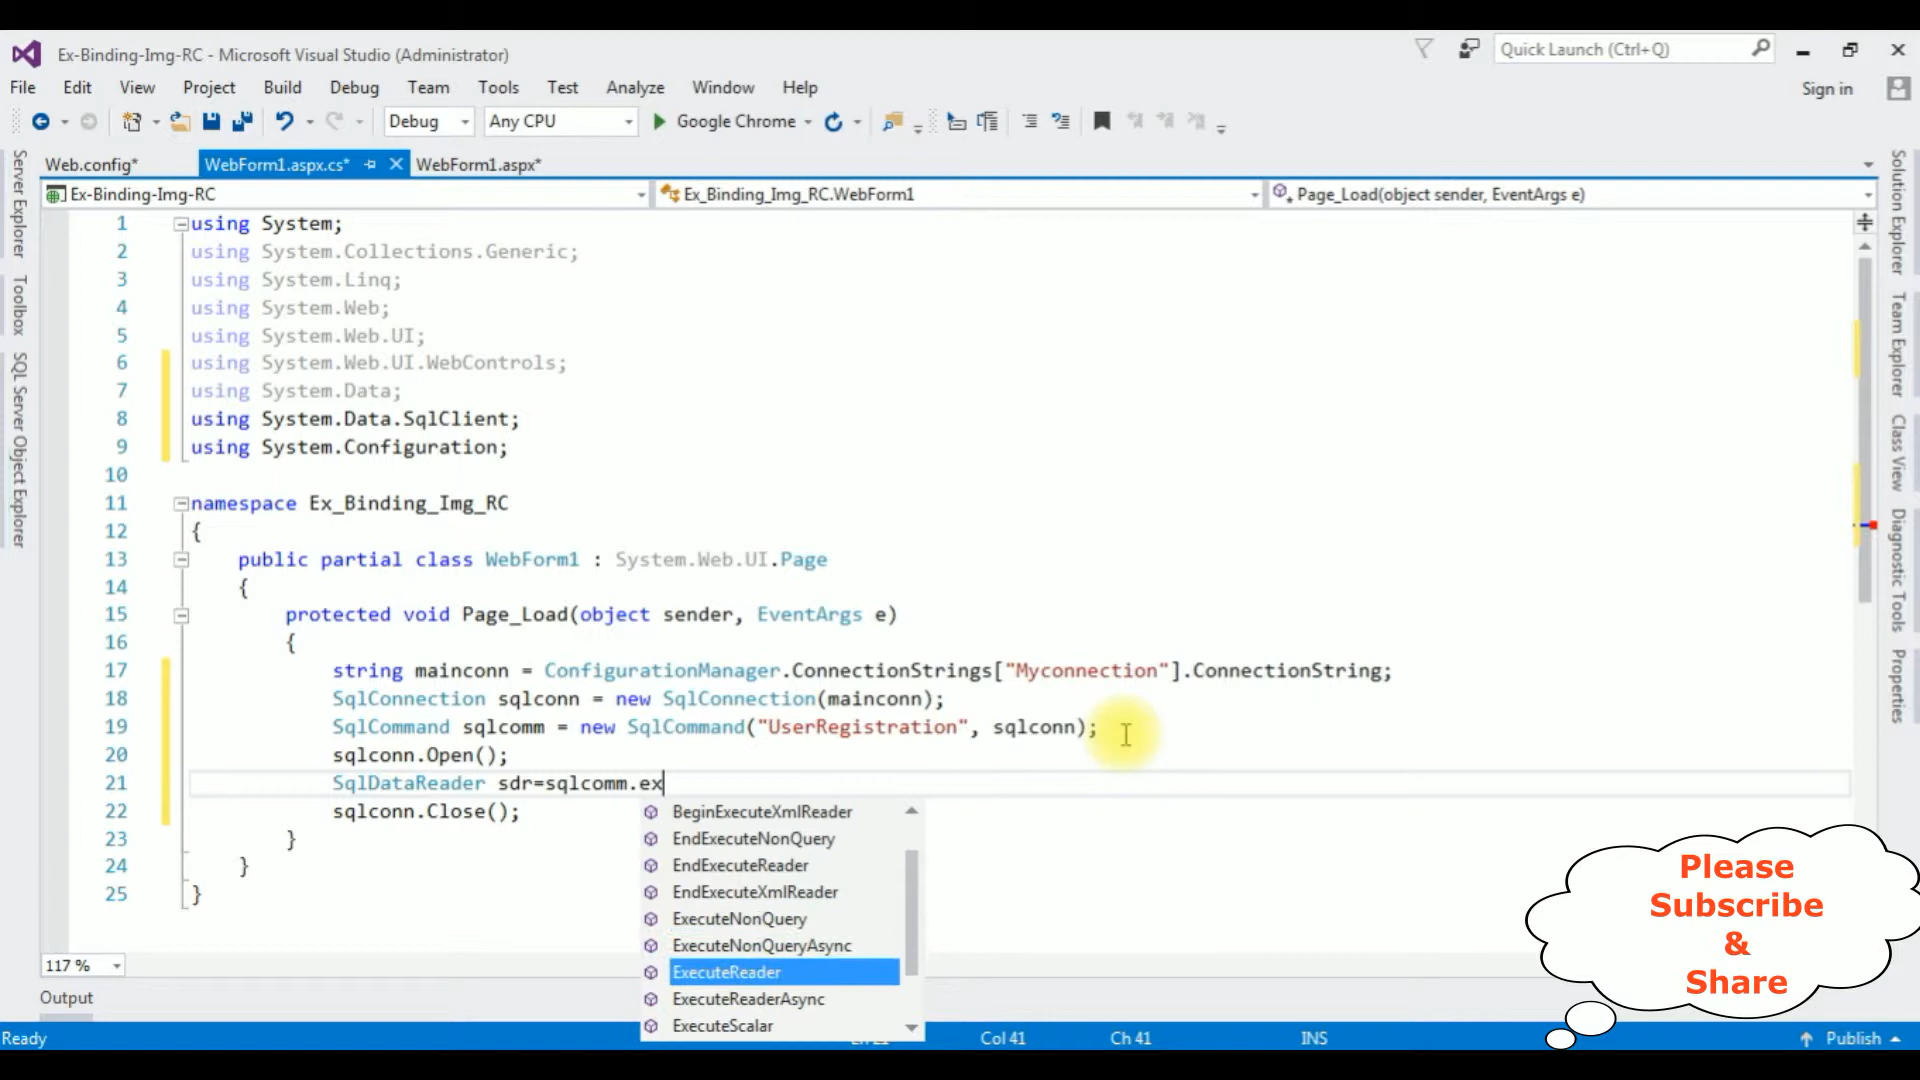 Ex-Binding-Img-RC - Microsoft Visual Studio (Administrator)
Quick Launch (Ctrl+Q)
File Edit View Project Build Debug Team Tools Test Analyze Window Help
Sign in
Debug Any CPU Google Chrome
Web.config* WebForm1.aspx.cs* WebForm1.aspx*
Ex-Binding-Img-RC Ex_Binding_Img_RC.WebForm1 Page_Load(object sender, EventArgs e)
Server Explorer
Toolbox
SQL Server Object Explorer
1 using System;
2 using System.Collections.Generic;
3 using System.Linq;
4 using System.Web;
5 using System.Web.UI;
6 using System.Web.UI.WebControls;
7 using System.Data;
8 using System.Data.SqlClient;
9 using System.Configuration;
10
11 namespace Ex_Binding_Img_RC
12 {
13 public partial class WebForm1 : System.Web.UI.Page
14 {
15 protected void Page_Load(object sender, EventArgs e)
16 {
17 string mainconn = ConfigurationManager.ConnectionStrings["Myconnection"].ConnectionString;
18 SqlConnection sqlconn = new SqlConnection(mainconn);
19 SqlCommand sqlcomm = new SqlCommand("UserRegistration", sqlconn);
20 sqlconn.Open();
21 SqlDataReader sdr=sqlcomm.ex
22 sqlconn.Close();
23 }
24 }
25 }
BeginExecuteXmlReader
EndExecuteNonQuery
EndExecuteReader
EndExecuteXmlReader
ExecuteNonQuery
ExecuteNonQueryAsync
ExecuteReader
ExecuteReaderAsync
ExecuteScalar
Solution Explorer
Team Explorer
Class View
Diagnostic Tools
Properties
Please
Subscribe
&
Share
117 %
Output
Ready Col 41 Ch 41 INS Publish